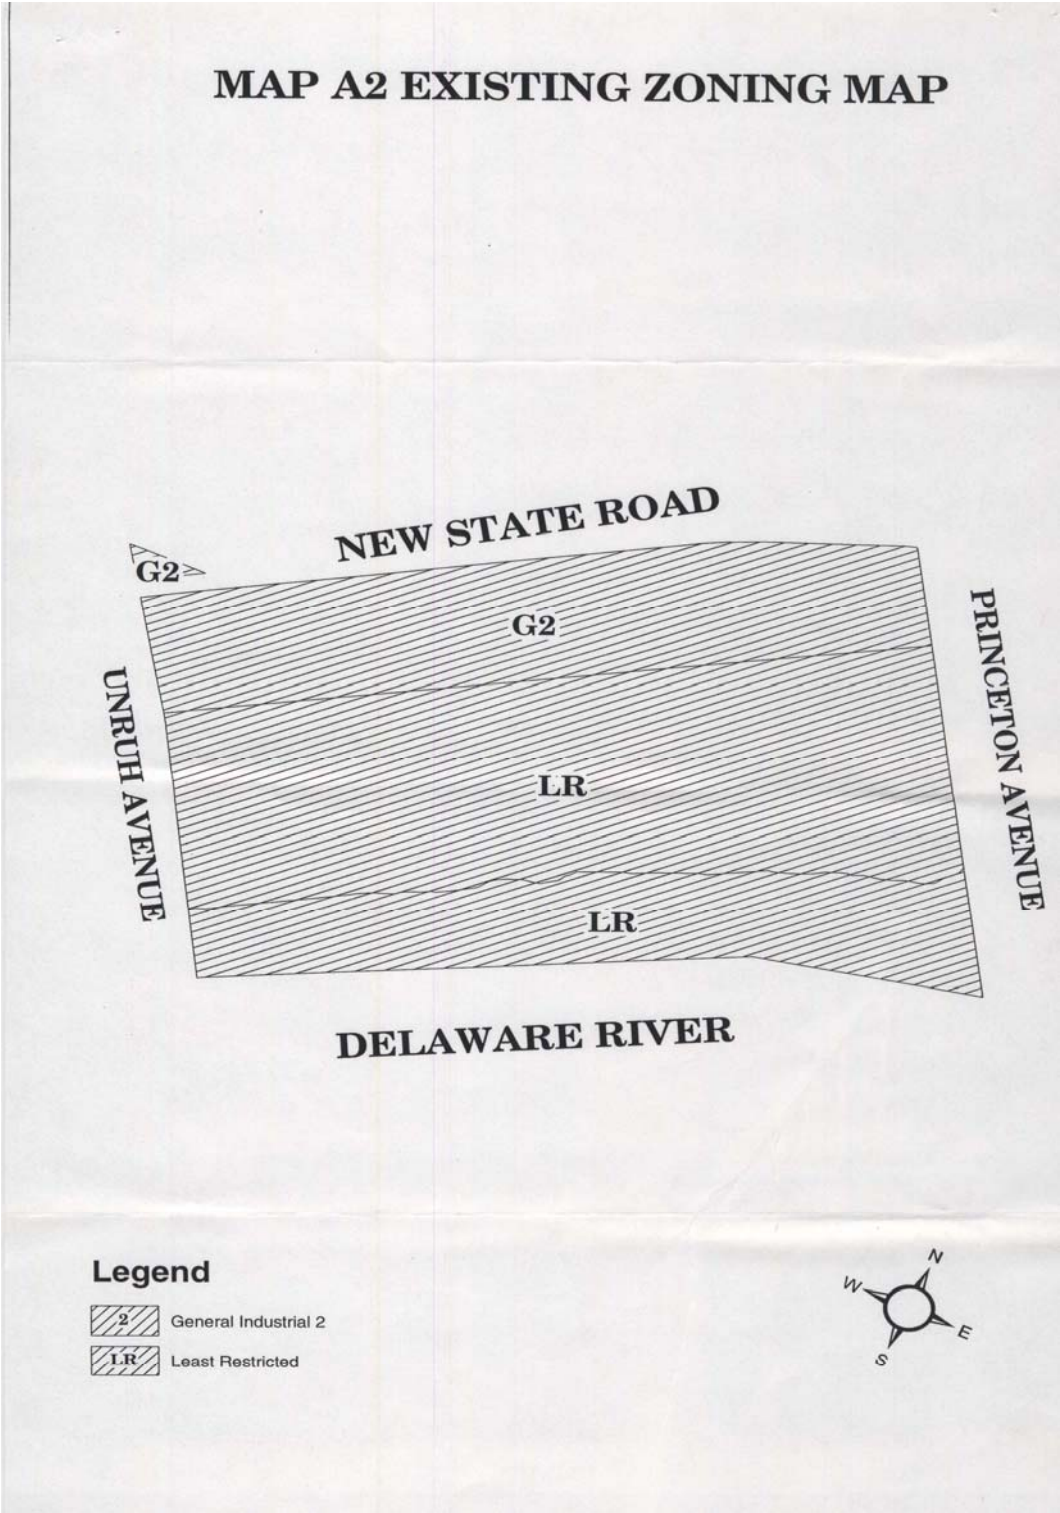 MAP A2 EXISTING ZONING MAP
NEW STATE ROAD
G2
G2
PRINCETON AVENUE
UNRUH AVENUE
LR
LR
DELAWARE RIVER
Legend
2 General Industrial 2
LR Least Restricted
N
W
E
S